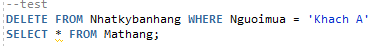 --test
DELETE FROM Nhatkybanhang WHERE Nguoimua = 'Khach A'
SELECT * FROM Mathang;